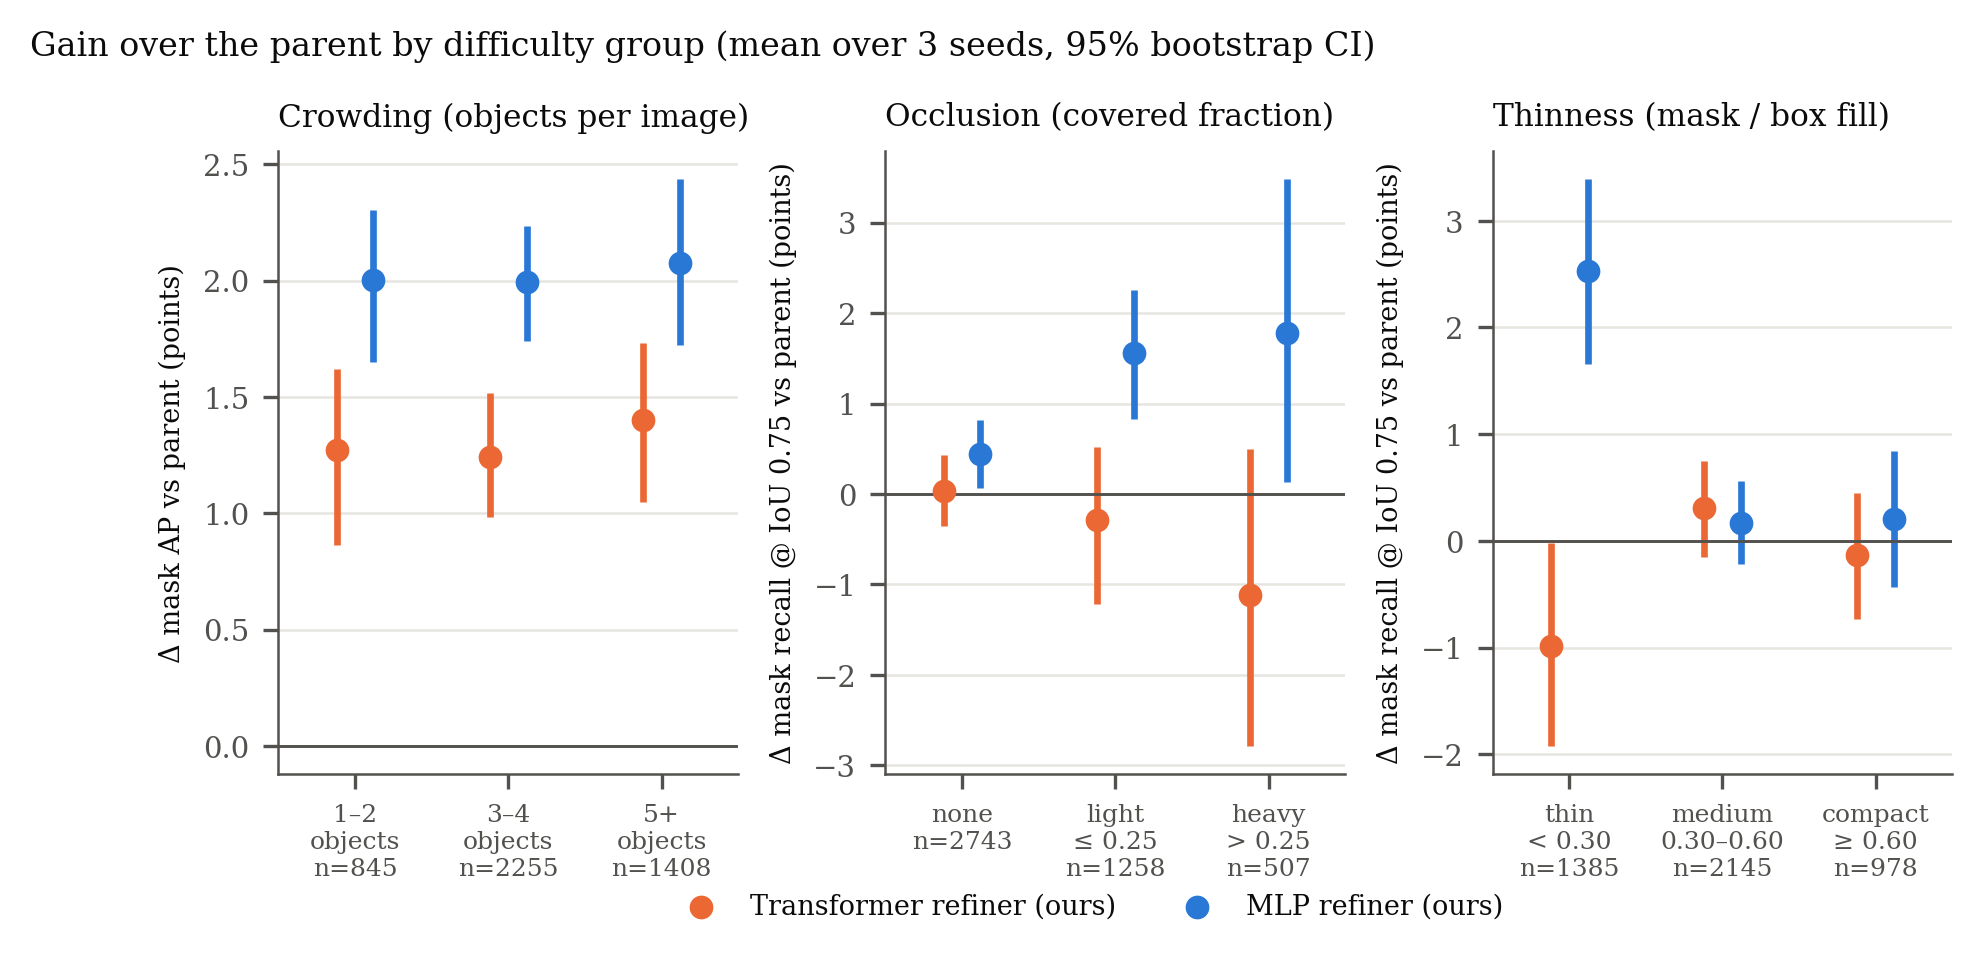 Gain over the parent by difficulty group (mean over 3 seeds, 95% bootstrap CI)
Crowding (objects per image)
Δ mask AP vs parent (points)
2.5
2.0
1.5
1.0
0.5
0.0
1–2
objects
n=845
3–4
objects
n=2255
5+
objects
n=1408
Occlusion (covered fraction)
Δ mask recall @ IoU 0.75 vs parent (points)
3
2
1
0
−1
−2
−3
none
n=2743
light
≤ 0.25
n=1258
heavy
> 0.25
n=507
Thinness (mask / box fill)
Δ mask recall @ IoU 0.75 vs parent (points)
3
2
1
0
−1
−2
thin
< 0.30
n=1385
medium
0.30–0.60
n=2145
compact
≥ 0.60
n=978
Transformer refiner (ours)
MLP refiner (ours)